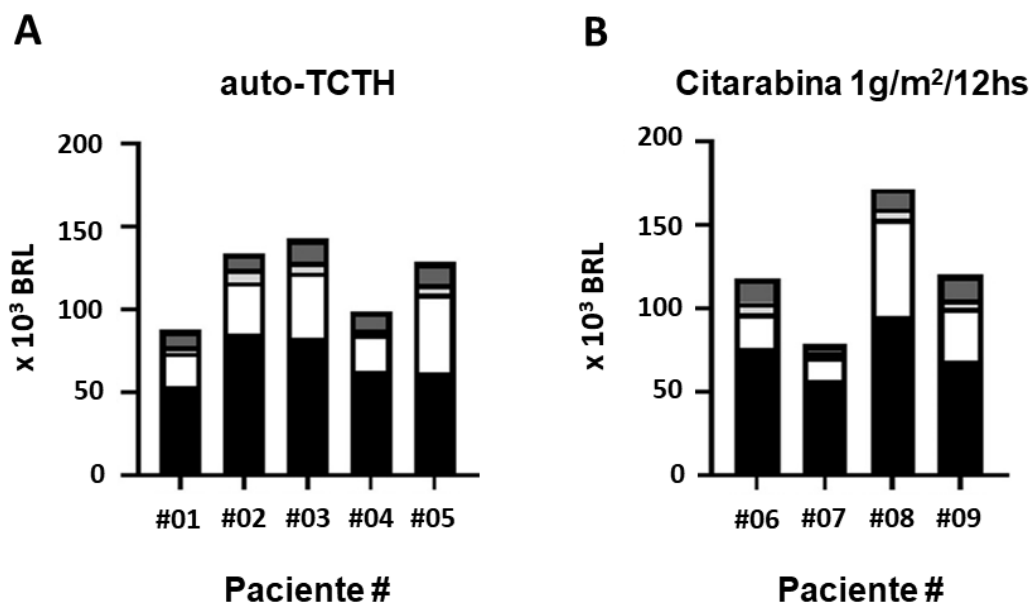 A
auto-TCTH
x 10³ BRL
200
150
100
50
0
#01 #02 #03 #04 #05
Paciente #
B
Citarabina 1g/m²/12hs
x 10³ BRL
200
150
100
50
0
#06 #07 #08 #09
Paciente #